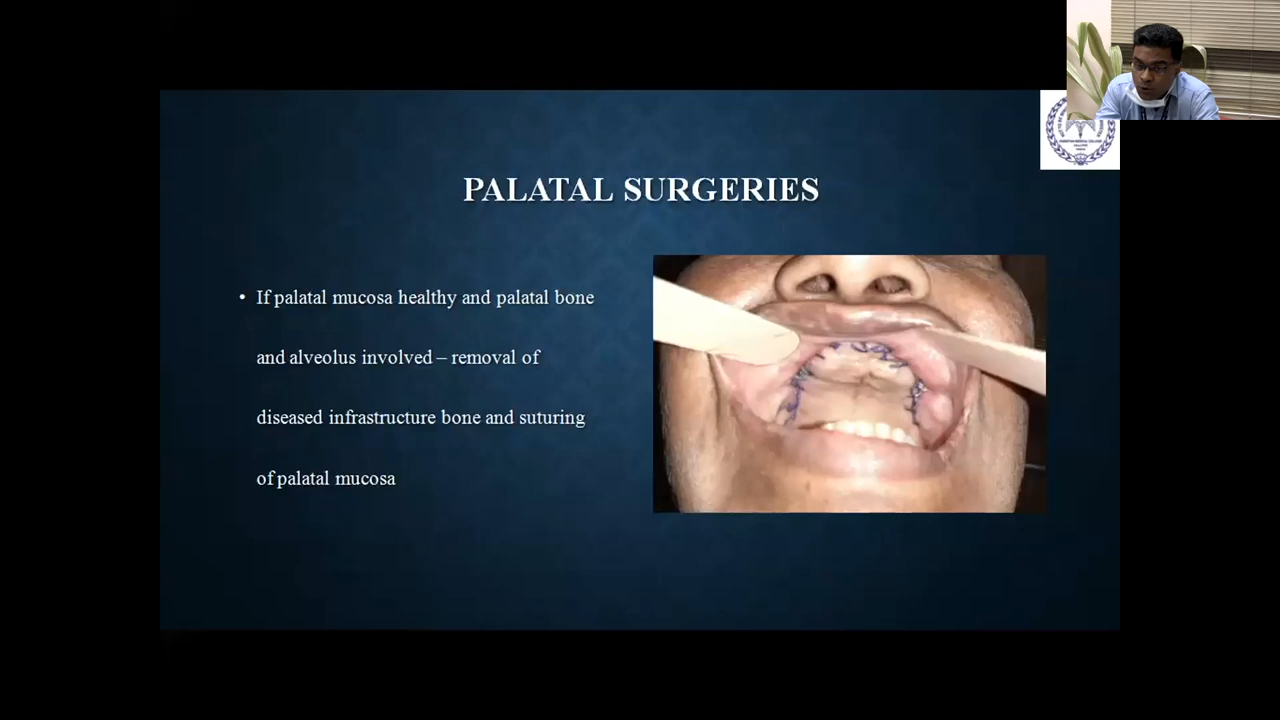 PALATAL SURGERIES
• If palatal mucosa healthy and palatal bone
and alveolus involved – removal of
diseased infrastructure bone and suturing
of palatal mucosa